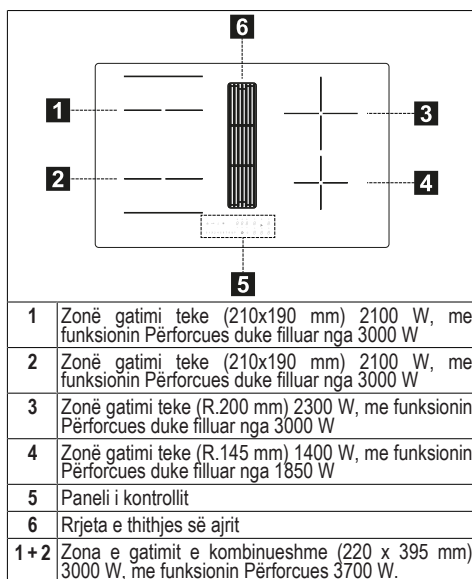 6
1
3
2
4
5
1 Zonë gatimi teke (210x190 mm) 2100 W, me
funksionin Përforcues duke filluar nga 3000 W
2 Zonë gatimi teke (210x190 mm) 2100 W, me
funksionin Përforcues duke filluar nga 3000 W
3 Zonë gatimi teke (R.200 mm) 2300 W, me funksionin
Përforcues duke filluar nga 3000 W
4 Zonë gatimi teke (R.145 mm) 1400 W, me funksionin
Përforcues duke filluar nga 1850 W
5 Paneli i kontrollit
6 Rrjeta e thithjes së ajrit
1 + 2 Zona e gatimit e kombinueshme (220 x 395 mm)
3000 W, me funksionin Përforcues 3700 W.